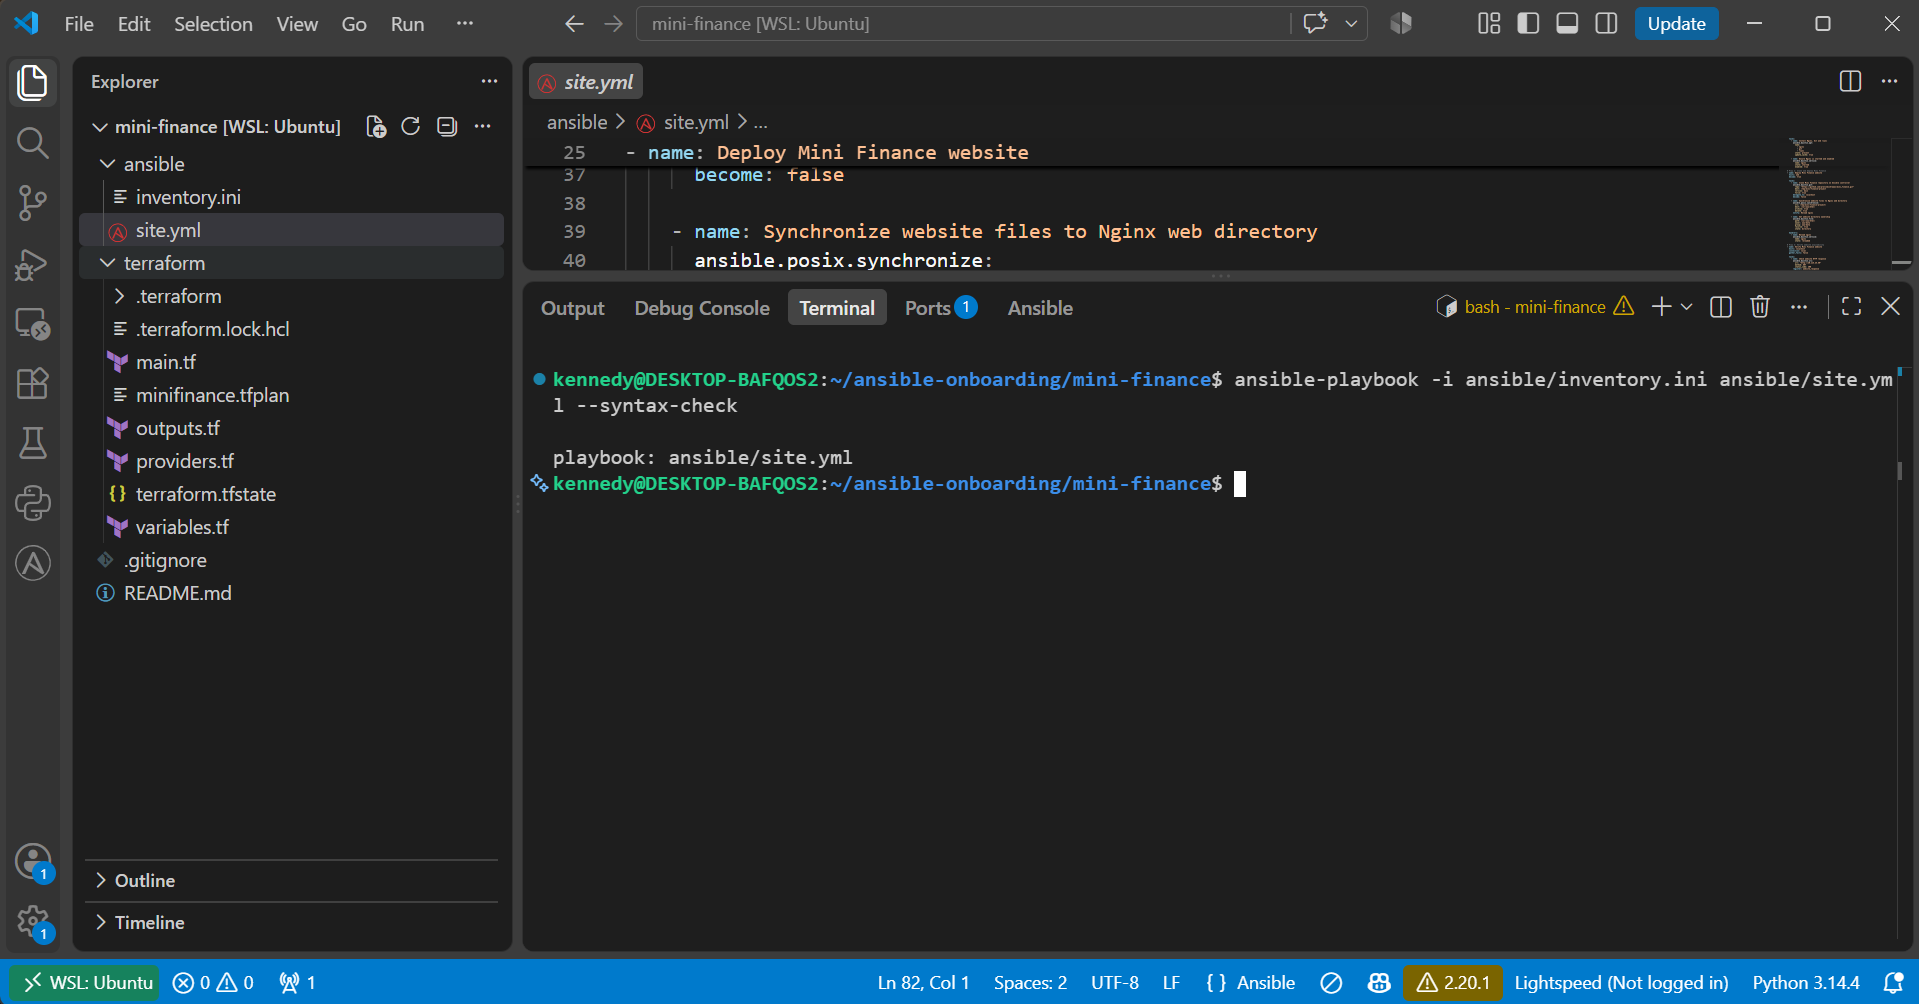 File Edit Selection View Go Run ···
mini-finance [WSL: Ubuntu]
Update
Explorer
mini-finance [WSL: Ubuntu]
ansible
inventory.ini
site.yml
terraform
.terraform
.terraform.lock.hcl
main.tf
minifinance.tfplan
outputs.tf
providers.tf
{} terraform.tfstate
variables.tf
.gitignore
README.md
Outline
Timeline
1
1
site.yml
ansible > site.yml > ...
25 - name: Deploy Mini Finance website
37 become: false
38
39 - name: Synchronize website files to Nginx web directory
40 ansible.posix.synchronize:
Output Debug Console Terminal Ports 1 Ansible
bash - mini-finance
kennedy@DESKTOP-BAFQOS2:~/ansible-onboarding/mini-finance$ ansible-playbook -i ansible/inventory.ini ansible/site.ym
l --syntax-check
playbook: ansible/site.yml
kennedy@DESKTOP-BAFQOS2:~/ansible-onboarding/mini-finance$
WSL: Ubuntu 0 0 1 Ln 82, Col 1 Spaces: 2 UTF-8 LF {} Ansible 2.20.1 Lightspeed (Not logged in) Python 3.14.4